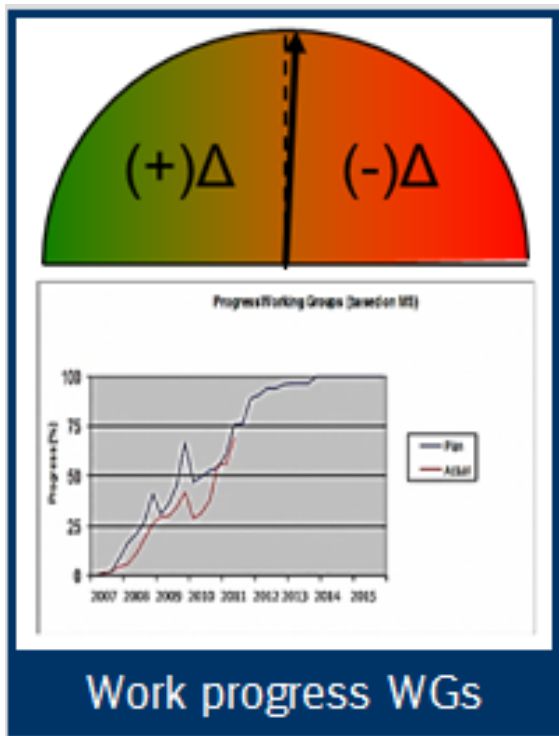 (+)Δ (-)Δ
Progress Working Groups (based on MS)
100
75
50
25
0
Progress (%)
2007 2008 2009 2010 2011 2012 2013 2014 2015
Plan
Actual
Work progress WGs